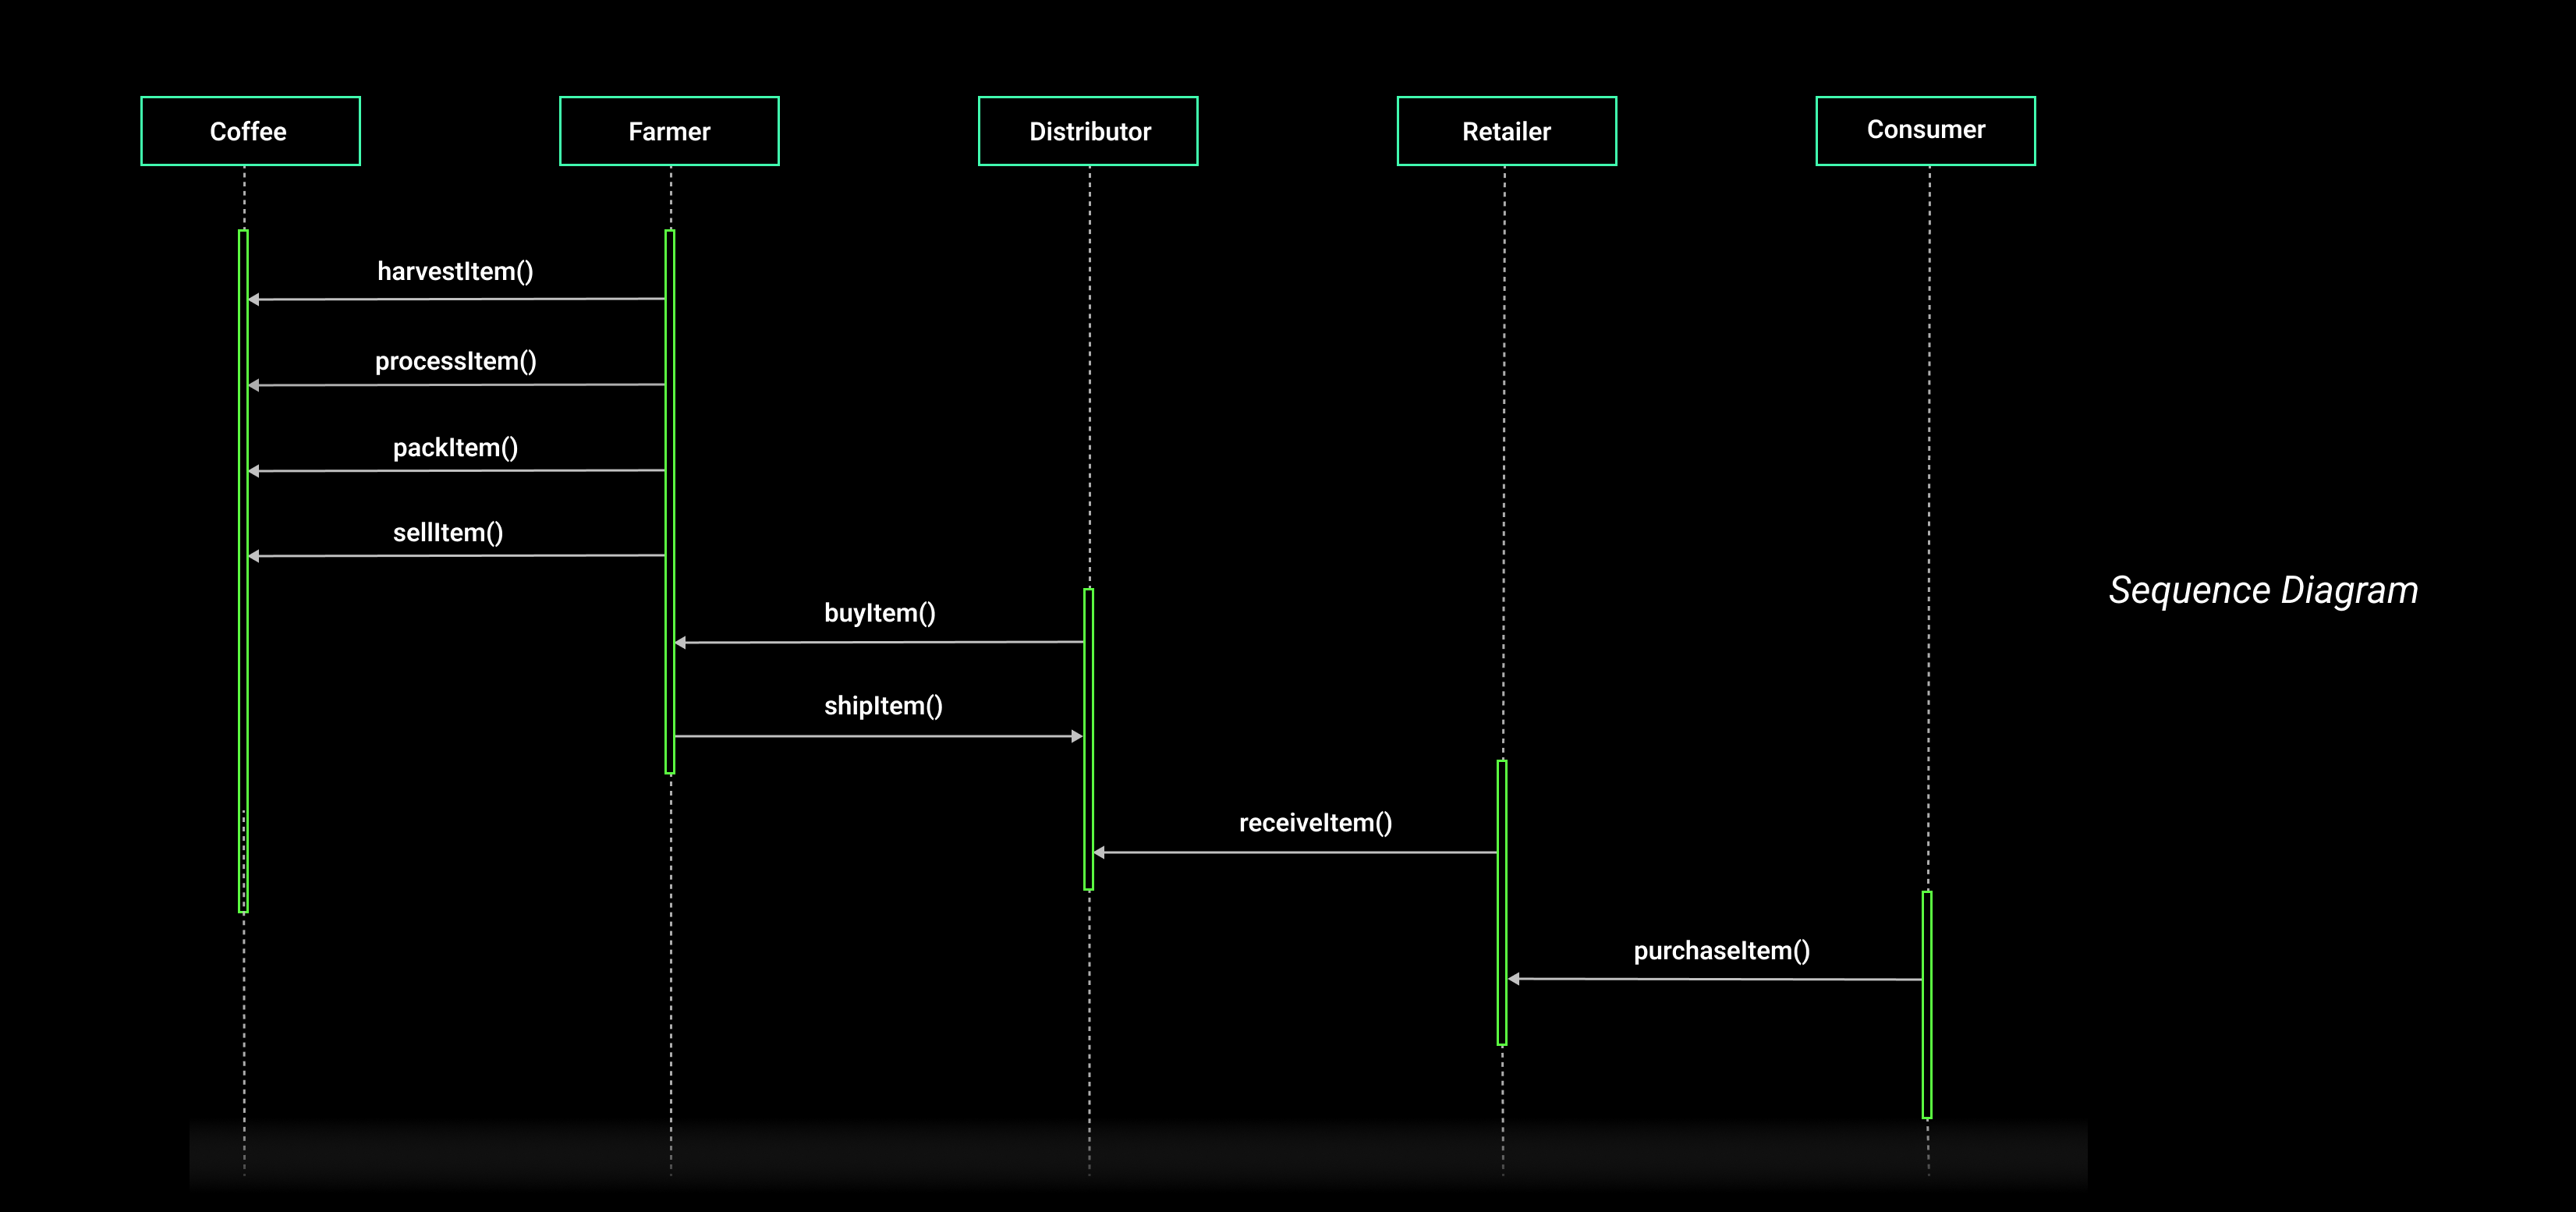 Coffee
Farmer
Distributor
Retailer
Consumer
harvestItem()
processItem()
packItem()
sellItem()
buyItem()
Sequence Diagram
shipItem()
receiveItem()
purchaseItem()